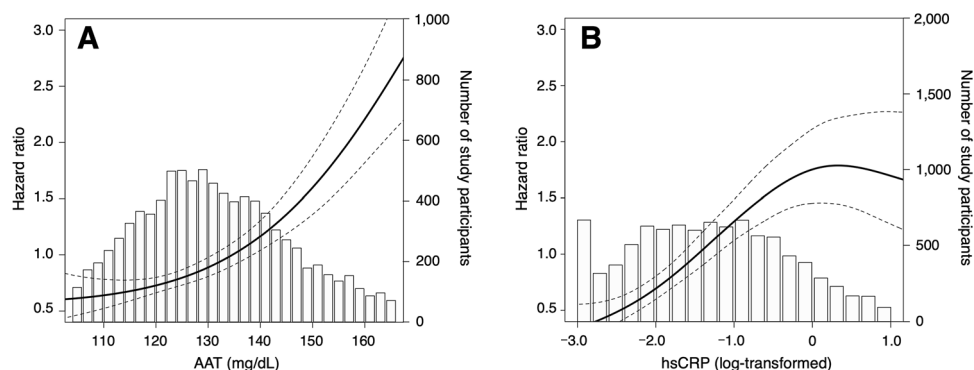 A
3.0
2.5
2.0
1.5
1.0
0.5
Hazard ratio
1,000
800
600
400
200
0
Number of study participants
110 120 130 140 150 160
AAT (mg/dL)
B
3.0
2.5
2.0
1.5
1.0
0.5
Hazard ratio
2,000
1,500
1,000
500
0
Number of study participants
−3.0 −2.0 −1.0 0 1.0
hsCRP (log-transformed)